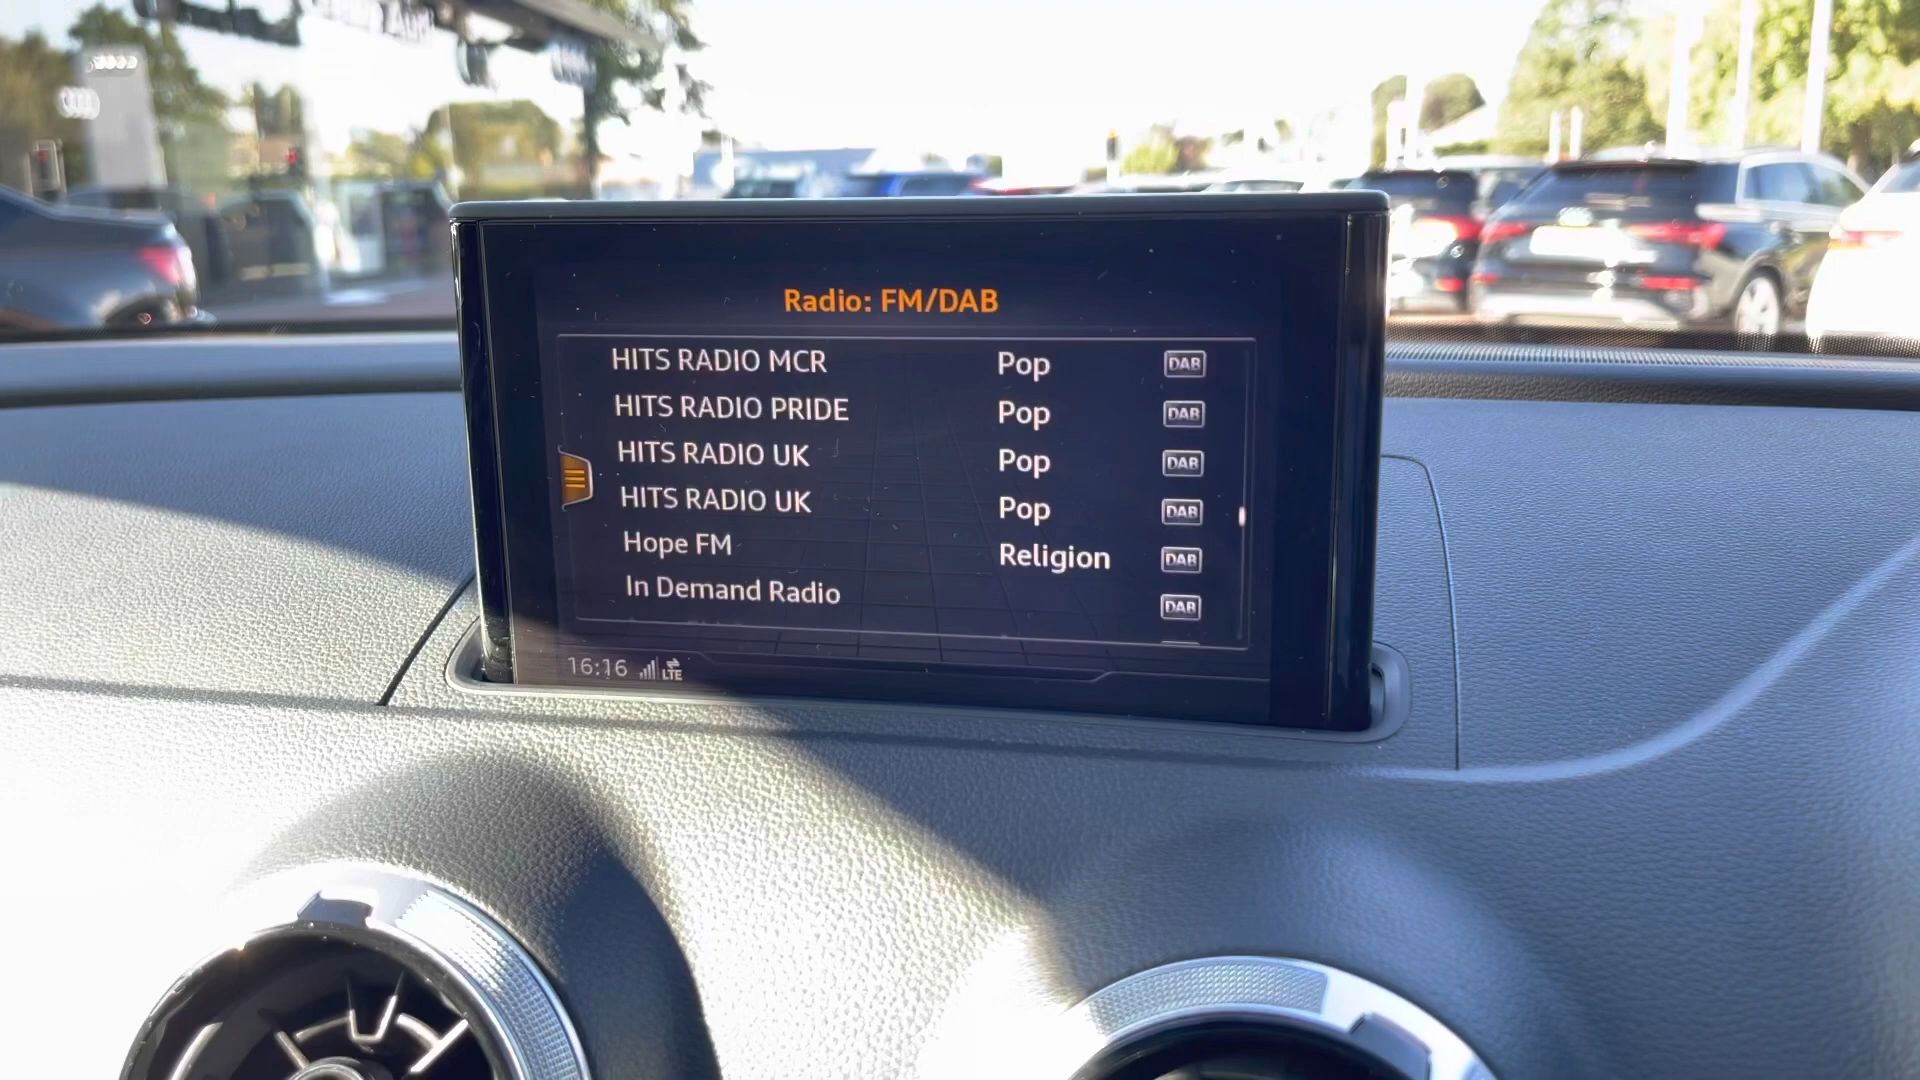 Radio: FM/DAB
HITS RADIO MCR Pop DAB
HITS RADIO PRIDE Pop DAB
HITS RADIO UK Pop DAB
HITS RADIO UK Pop DAB
Hope FM Religion DAB
In Demand Radio DAB
16:16 LTE